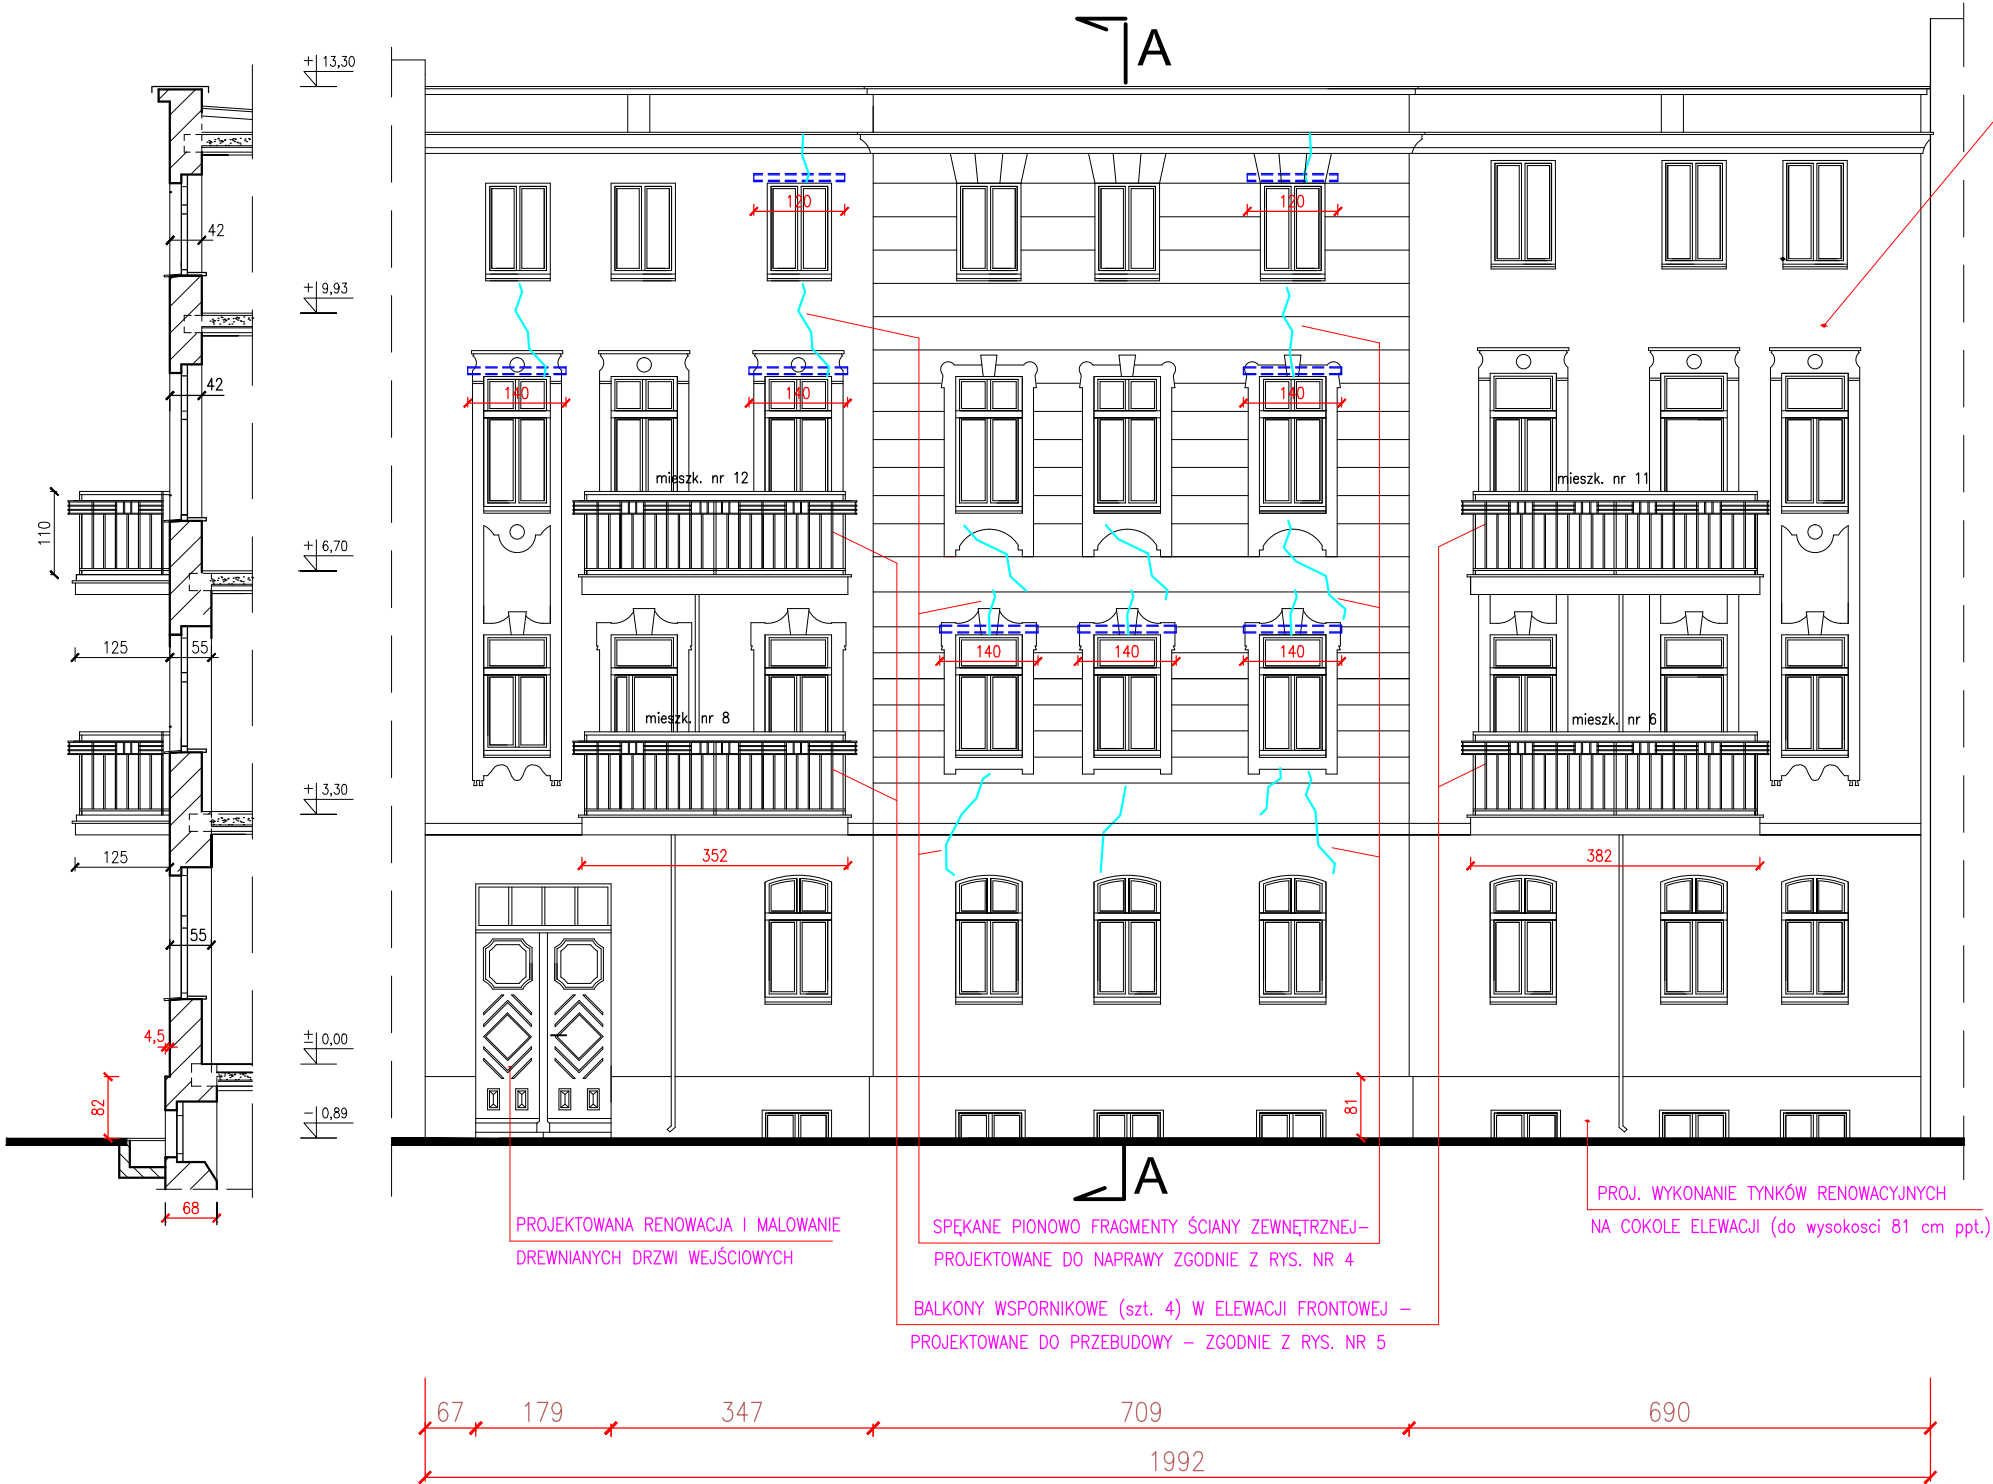 A
+ 13,30
120
120
42
+ 9,93
42
140
140
140
mieszk. nr 12
mieszk. nr 11
110
+ 6,70
125
55
140
140
140
mieszk. nr 8
mieszk. nr 6
+ 3,30
125
352
382
55
4,5
± 0,00
82
− 0,89
81
A
68
PROJ. WYKONANIE TYNKÓW RENOWACYJNYCH
NA COKOLE ELEWACJI (do wysokosci 81 cm ppt.)
PROJEKTOWANA RENOWACJA I MALOWANIE
DREWNIANYCH DRZWI WEJŚCIOWYCH
SPĘKANE PIONOWO FRAGMENTY ŚCIANY ZEWNĘTRZNEJ−
PROJEKTOWANE DO NAPRAWY ZGODNIE Z RYS. NR 4
BALKONY WSPORNIKOWE (szt. 4) W ELEWACJI FRONTOWEJ −
PROJEKTOWANE DO PRZEBUDOWY − ZGODNIE Z RYS. NR 5
67 179 347 709 690
1992